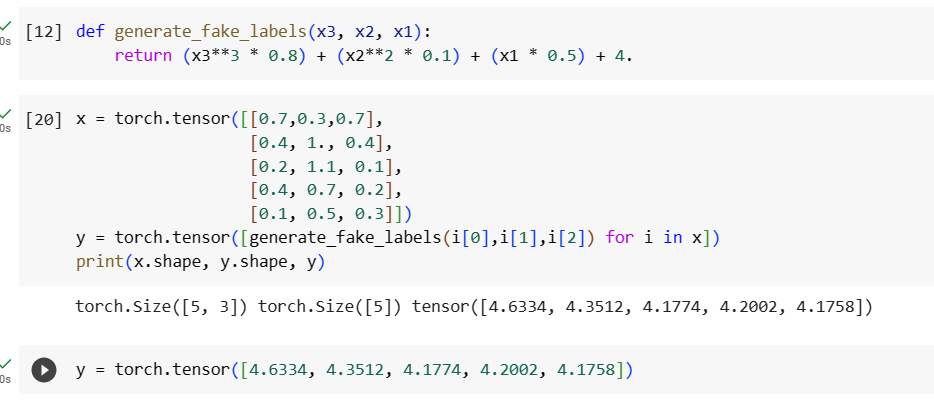 [12] def generate_fake_labels(x3, x2, x1):
return (x3**3 * 0.8) + (x2**2 * 0.1) + (x1 * 0.5) + 4.
0s
[20] x = torch.tensor([[0.7,0.3,0.7],
0s
[0.4, 1., 0.4],
[0.2, 1.1, 0.1],
[0.4, 0.7, 0.2],
[0.1, 0.5, 0.3]])
y = torch.tensor([generate_fake_labels(i[0],i[1],i[2]) for i in x])
print(x.shape, y.shape, y)
torch.Size([5, 3]) torch.Size([5]) tensor([4.6334, 4.3512, 4.1774, 4.2002, 4.1758])
y = torch.tensor([4.6334, 4.3512, 4.1774, 4.2002, 4.1758])
0s